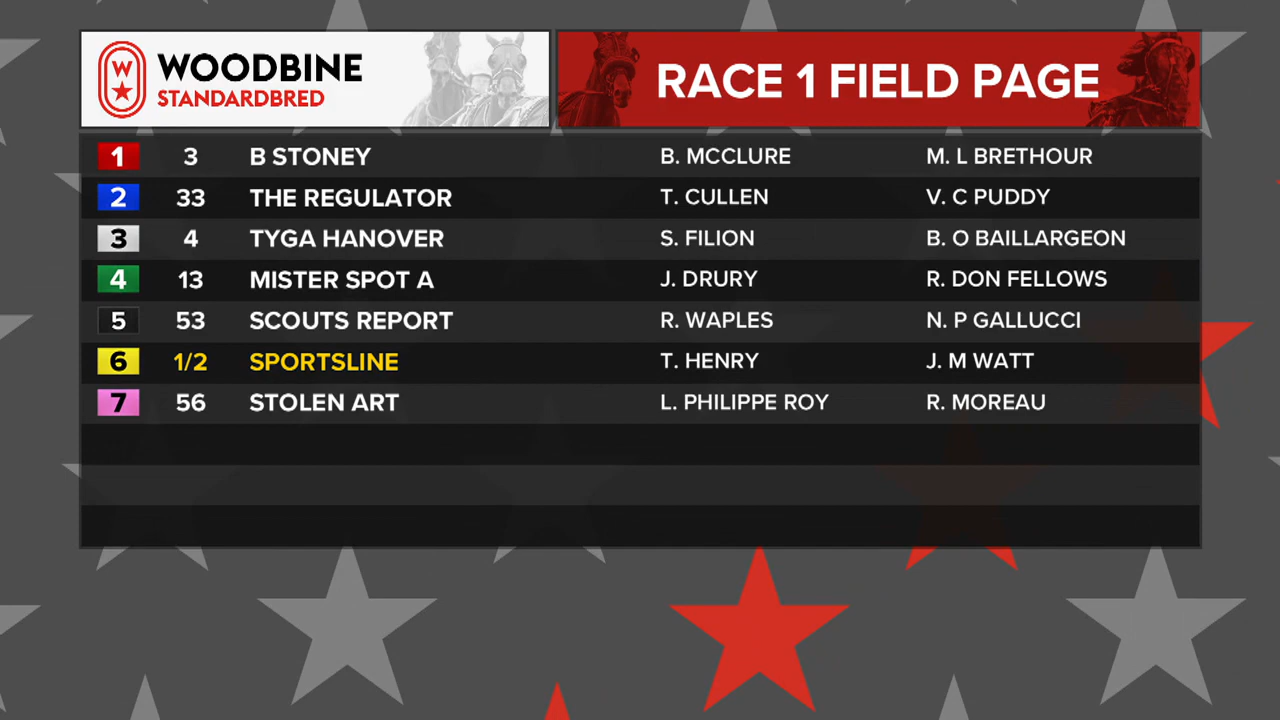 W
WOODBINE
STANDARDBRED
RACE 1 FIELD PAGE
1 3 B STONEY B. MCCLURE M. L BRETHOUR
2 33 THE REGULATOR T. CULLEN V. C PUDDY
3 4 TYGA HANOVER S. FILION B. O BAILLARGEON
4 13 MISTER SPOT A J. DRURY R. DON FELLOWS
5 53 SCOUTS REPORT R. WAPLES N. P GALLUCCI
6 1/2 SPORTSLINE T. HENRY J. M WATT
7 56 STOLEN ART L. PHILIPPE ROY R. MOREAU